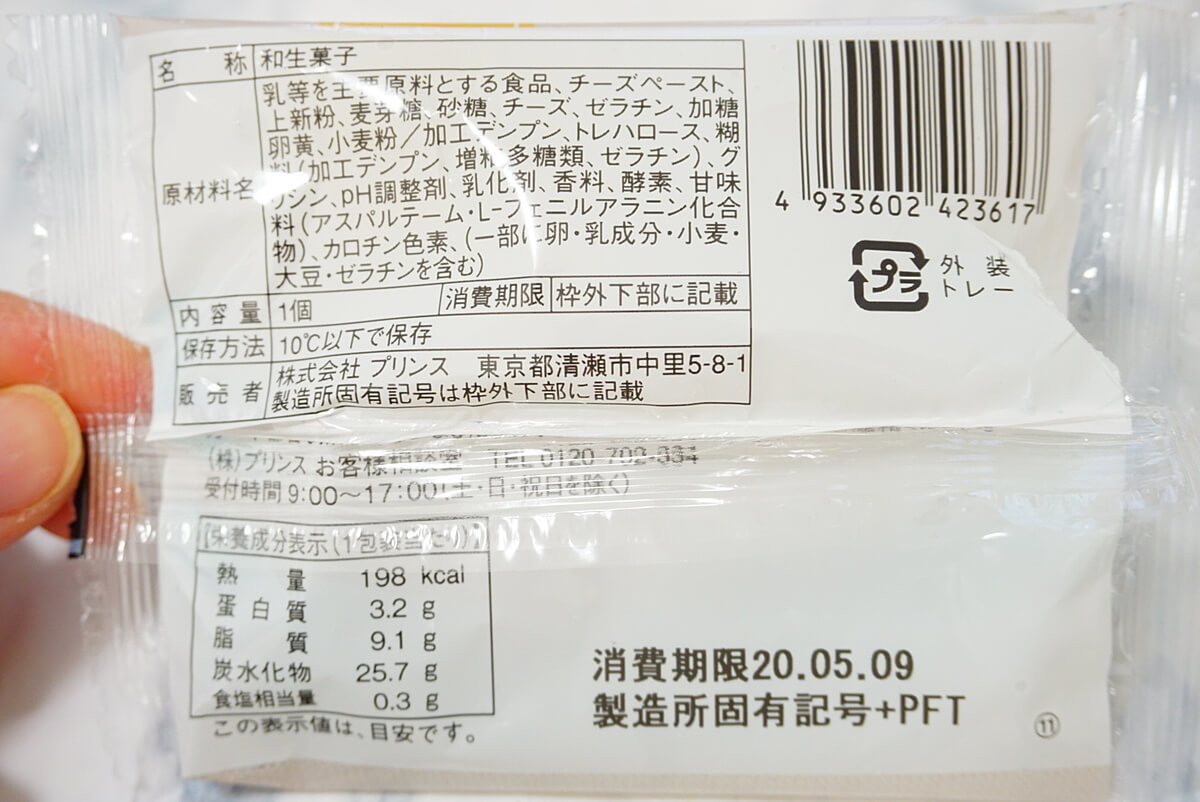 名 称 和生菓子
原材料名
乳等を主要原料とする食品、チーズペースト、
上新粉、麦芽糖、砂糖、チーズ、ゼラチン、加糖
卵黄、小麦粉/加工デンプン、トレハロース、糊
料(加工デンプン、増粘多糖類、ゼラチン)、グ
リシン、pH調整剤、乳化剤、香料、酵素、甘味
料(アスパルテーム・L-フェニルアラニン化合
物)、カロチン色素、(一部に卵・乳成分・小麦・
大豆・ゼラチンを含む)
内容量 1個 消費期限 枠外下部に記載
保存方法 10℃以下で保存
販売者 株式会社 プリンス 東京都清瀬市中里5-8-1
製造所固有記号は枠外下部に記載
4 933602 423617
プラ 外装
トレー
(株)プリンス お客様相談室 TEL 0120-702-334
受付時間 9:00〜17:00(土・日・祝日を除く)
【栄養成分表示(1包装当たり)】
熱量 198 kcal
蛋白質 3.2 g
脂質 9.1 g
炭水化物 25.7 g
食塩相当量 0.3 g
この表示値は、目安です。
消費期限20.05.09
製造所固有記号+PFT
⑪